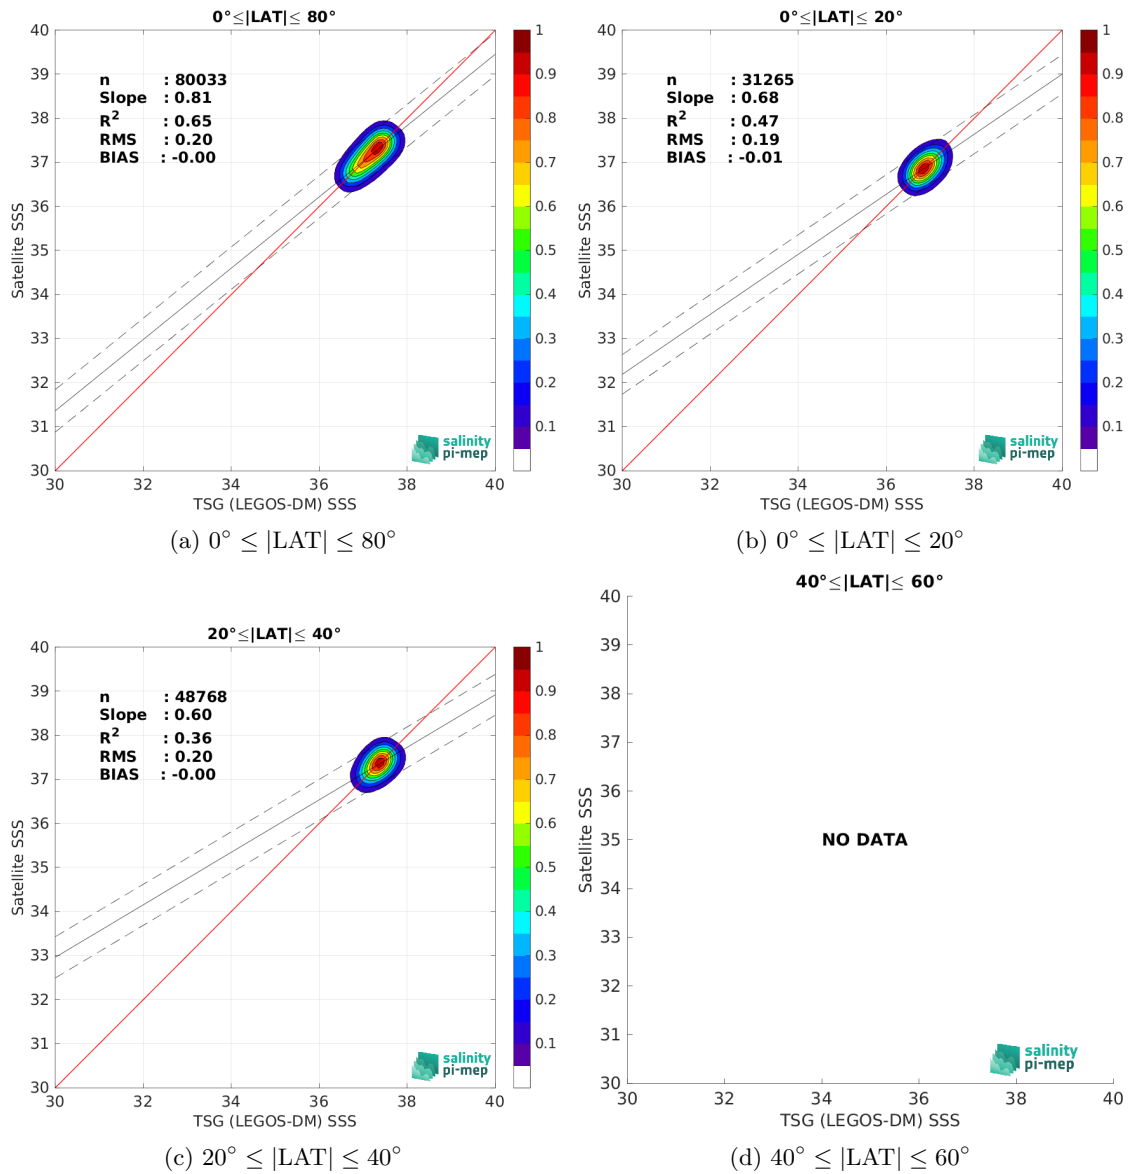 0°≤|LAT|≤ 80°
40
39
38
37
36
35
34
33
32
31
30
Satellite SSS
n : 80033
Slope : 0.81
R2 : 0.65
RMS : 0.20
BIAS : -0.00
1
0.9
0.8
0.7
0.6
0.5
0.4
0.3
0.2
0.1
salinity
pi-mep
30 32 34 36 38 40
TSG (LEGOS-DM) SSS
(a) 0° ≤ |LAT| ≤ 80°
0°≤|LAT|≤ 20°
40
39
38
37
36
35
34
33
32
31
30
Satellite SSS
n : 31265
Slope : 0.68
R2 : 0.47
RMS : 0.19
BIAS : -0.01
1
0.9
0.8
0.7
0.6
0.5
0.4
0.3
0.2
0.1
salinity
pi-mep
30 32 34 36 38 40
TSG (LEGOS-DM) SSS
(b) 0° ≤ |LAT| ≤ 20°
20°≤|LAT|≤ 40°
40
39
38
37
36
35
34
33
32
31
30
Satellite SSS
n : 48768
Slope : 0.60
R2 : 0.36
RMS : 0.20
BIAS : -0.00
1
0.9
0.8
0.7
0.6
0.5
0.4
0.3
0.2
0.1
salinity
pi-mep
30 32 34 36 38 40
TSG (LEGOS-DM) SSS
(c) 20° ≤ |LAT| ≤ 40°
40°≤|LAT|≤ 60°
40
39
38
37
36
35
34
33
32
31
30
Satellite SSS
NO DATA
salinity
pi-mep
30 32 34 36 38 40
TSG (LEGOS-DM) SSS
(d) 40° ≤ |LAT| ≤ 60°